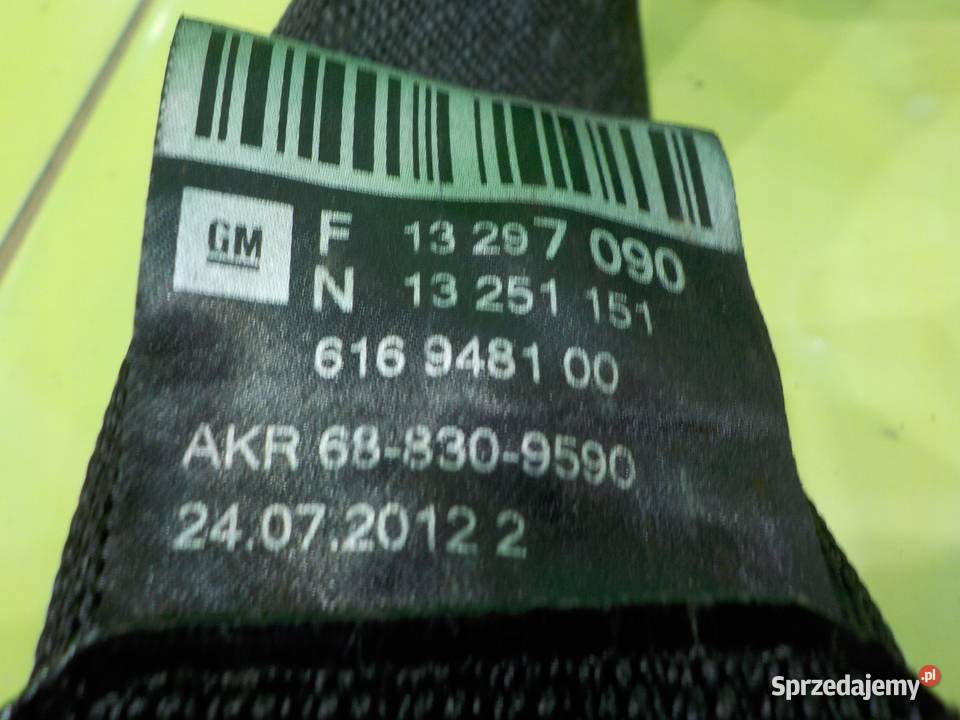 GM
F 13 297 090
N 13 251 151
616 9481 00
AKR 68-830-9590
24.07.2012 2
Sprzedajemy.pl